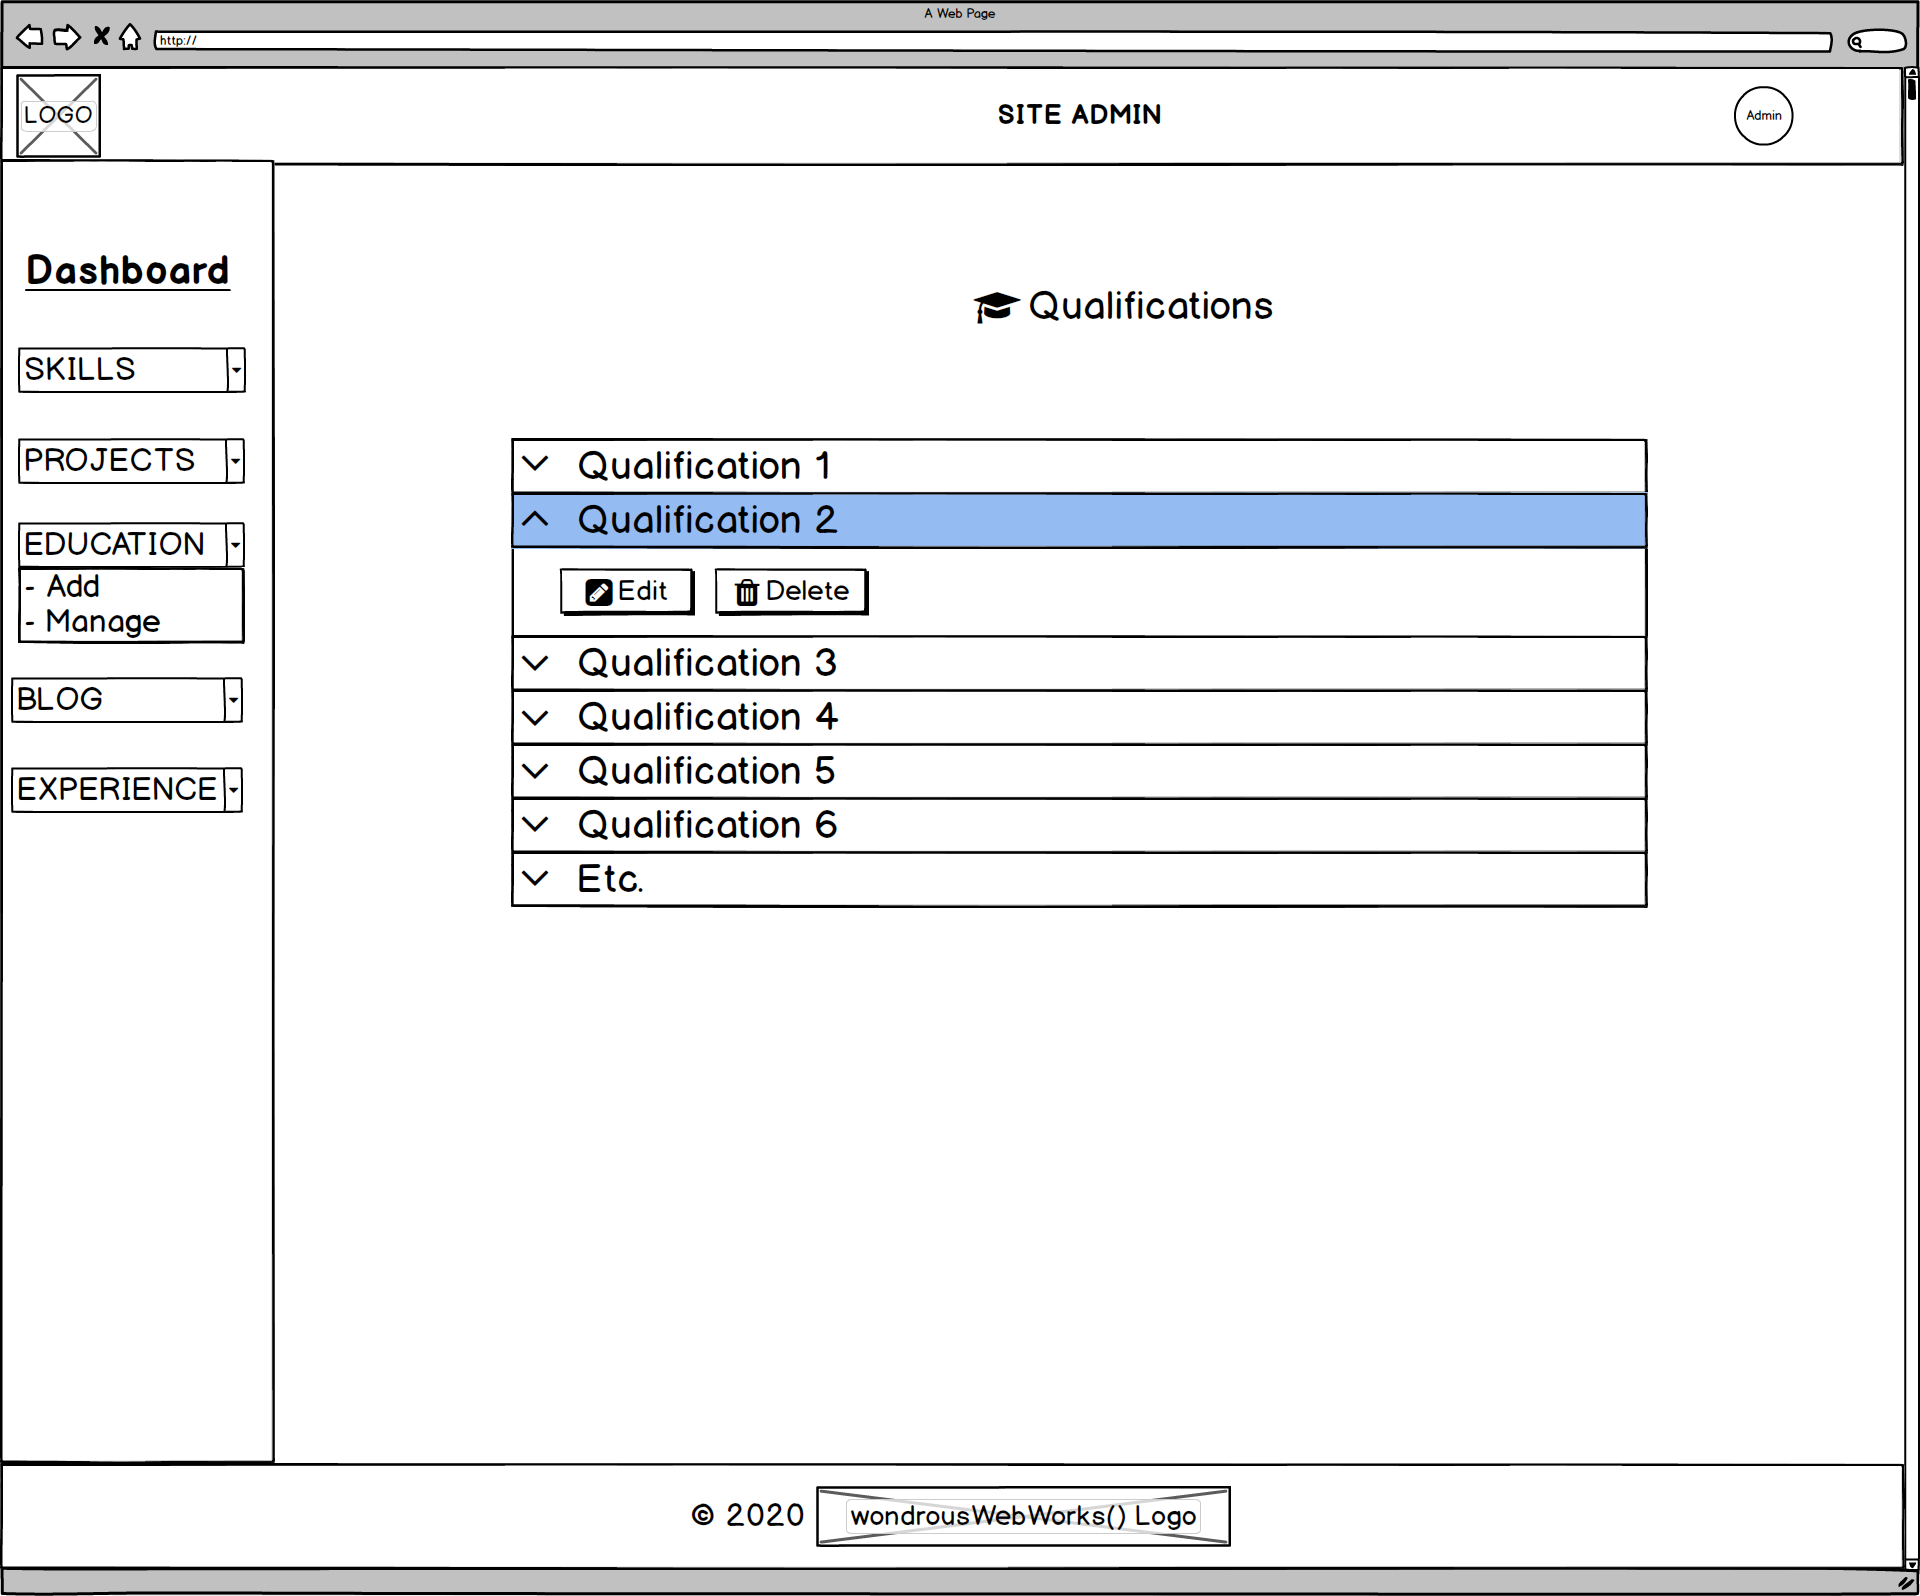 A Web Page
http://
LOGO
SITE ADMIN
Admin
Dashboard
SKILLS
PROJECTS
EDUCATION
- Add
- Manage
BLOG
EXPERIENCE
Qualifications
Qualification 1
Qualification 2
Edit
Delete
Qualification 3
Qualification 4
Qualification 5
Qualification 6
Etc.
© 2020
wondrousWebWorks() Logo